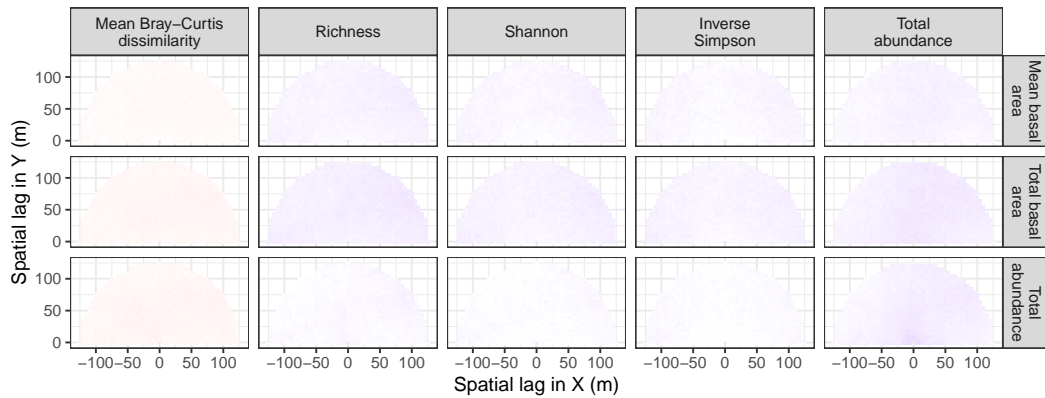 Mean Bray−Curtis
dissimilarity
Richness
Shannon
Inverse
Simpson
Total
abundance
Spatial lag in Y (m)
100
50
0
Mean basal
area
100
50
0
Total basal
area
100
50
0
Total
abundance
−100 −50 0 50 100
−100 −50 0 50 100
−100 −50 0 50 100
−100 −50 0 50 100
−100 −50 0 50 100
Spatial lag in X (m)